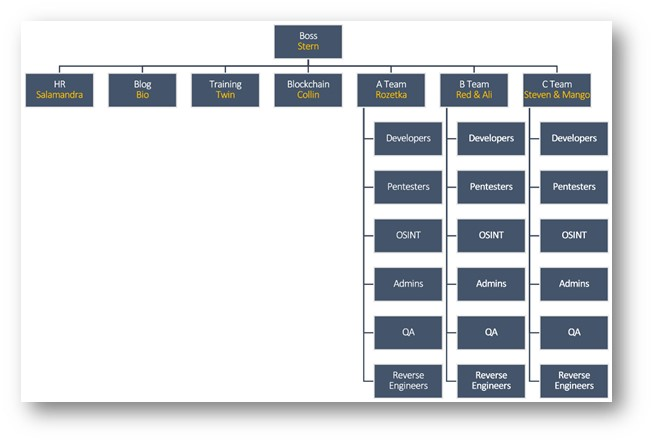 Boss
Stern
HR
Salamandra
Blog
Bio
Training
Twin
Blockchain
Collin
A Team
Rozetka
B Team
Red & Ali
C Team
Steven & Mango
Developers
Developers
Developers
Pentesters
Pentesters
Pentesters
OSINT
OSINT
OSINT
Admins
Admins
Admins
QA
QA
QA
Reverse
Engineers
Reverse
Engineers
Reverse
Engineers